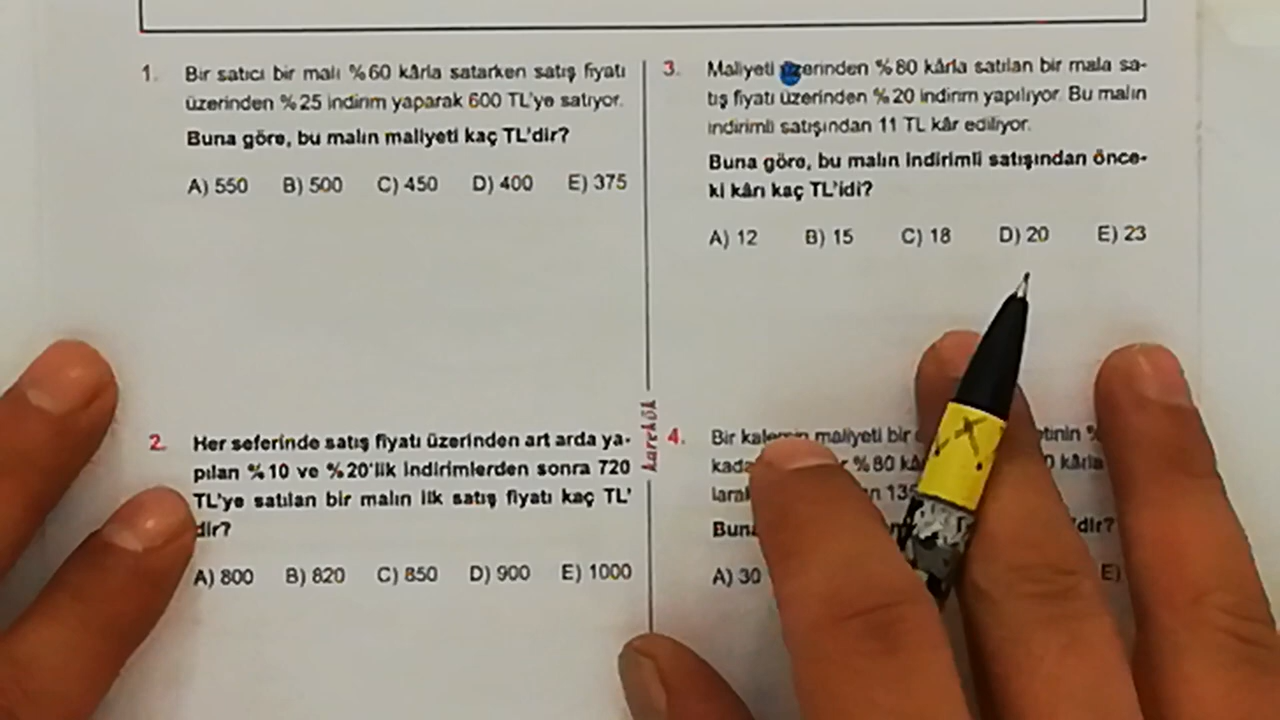 1. Bir satıcı bir malı %60 kârla satarken satış fiyatı
üzerinden %25 indirim yaparak 600 TL'ye satıyor.
Buna göre, bu malın maliyeti kaç TL'dir?
A) 550 B) 500 C) 450 D) 400 E) 375
2. Her seferinde satış fiyatı üzerinden art arda ya-
pılan %10 ve %20'lik indirimlerden sonra 720
TL'ye satılan bir malın ilk satış fiyatı kaç TL'
dir?
A) 800 B) 820 C) 850 D) 900 E) 1000
karekök
3. Maliyeti üzerinden %80 kârla satılan bir mala sa-
tış fiyatı üzerinden %20 indirim yapılıyor. Bu malın
indirimli satışından 11 TL kâr ediliyor.
Buna göre, bu malın indirimli satışından önce-
ki kârı kaç TL'idi?
A) 12 B) 15 C) 18 D) 20 E) 23
4. Bir kalemin maliyeti bir
%80 kârla
Buna
A) 30 E)